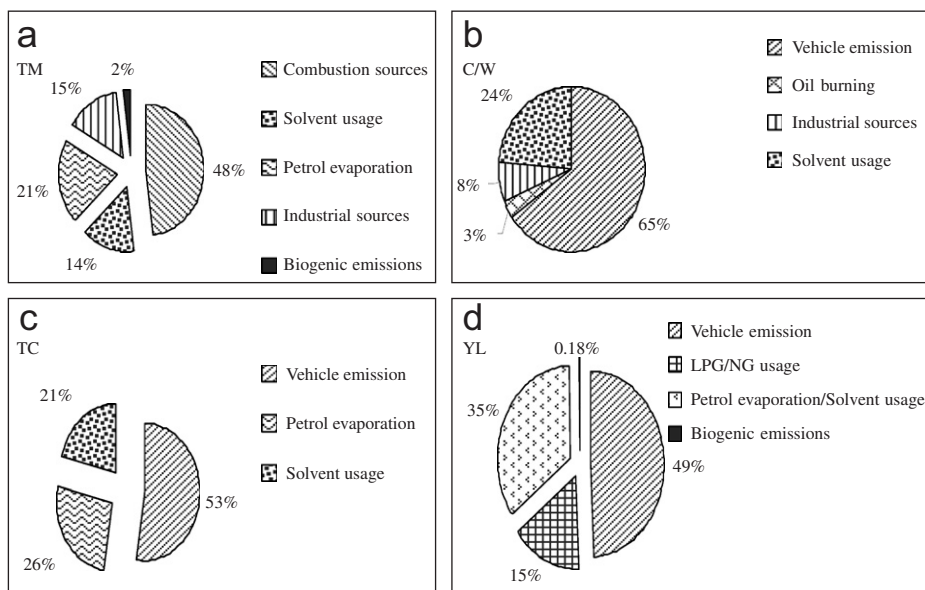 a
TM
2%
15%
21%
14%
48%
Combustion sources
Solvent usage
Petrol evaporation
Industrial sources
Biogenic emissions
b
C/W
24%
8%
3%
65%
Vehicle emission
Oil burning
Industrial sources
Solvent usage
c
TC
21%
26%
53%
Vehicle emission
Petrol evaporation
Solvent usage
d
YL
0.18%
35%
15%
49%
Vehicle emission
LPG/NG usage
Petrol evaporation/Solvent usage
Biogenic emissions